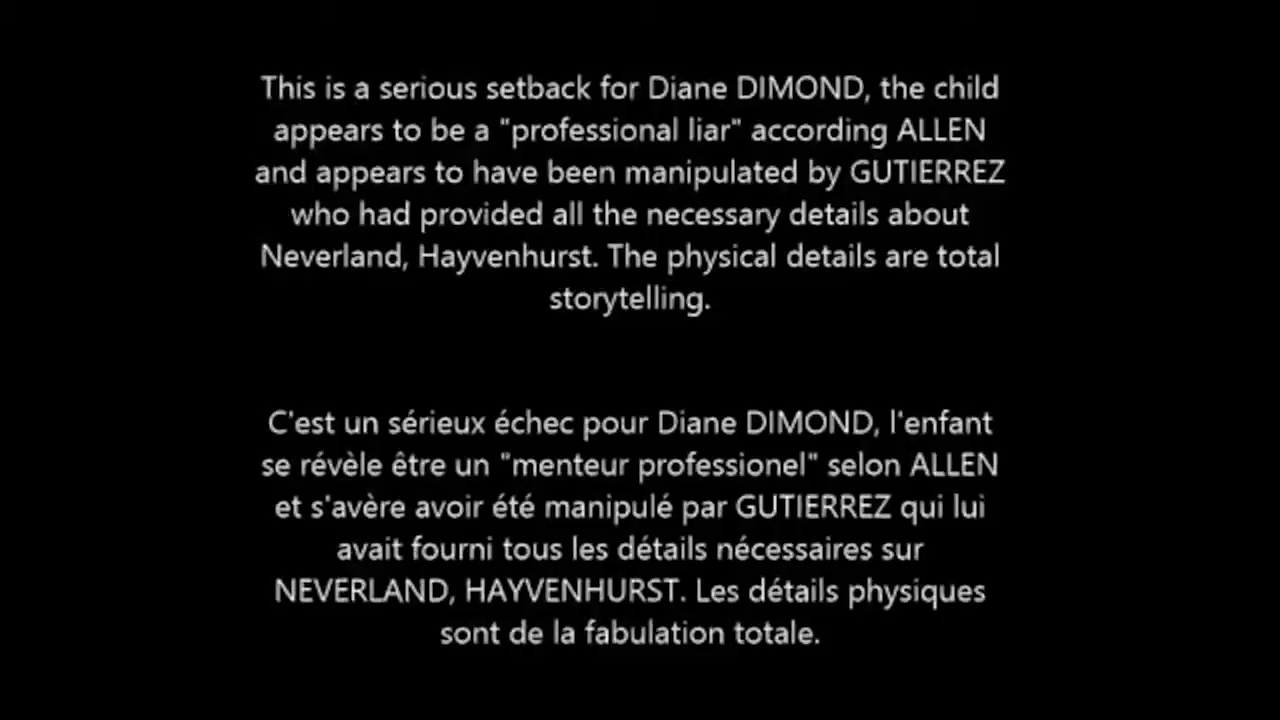 This is a serious setback for Diane DIMOND, the child
appears to be a "professional liar" according ALLEN
and appears to have been manipulated by GUTIERREZ
who had provided all the necessary details about
Neverland, Hayvenhurst. The physical details are total
storytelling.
C'est un sérieux échec pour Diane DIMOND, l'enfant
se révèle être un "menteur professionel" selon ALLEN
et s'avère avoir été manipulé par GUTIERREZ qui lui
avait fourni tous les détails nécessaires sur
NEVERLAND, HAYVENHURST. Les détails physiques
sont de la fabulation totale.